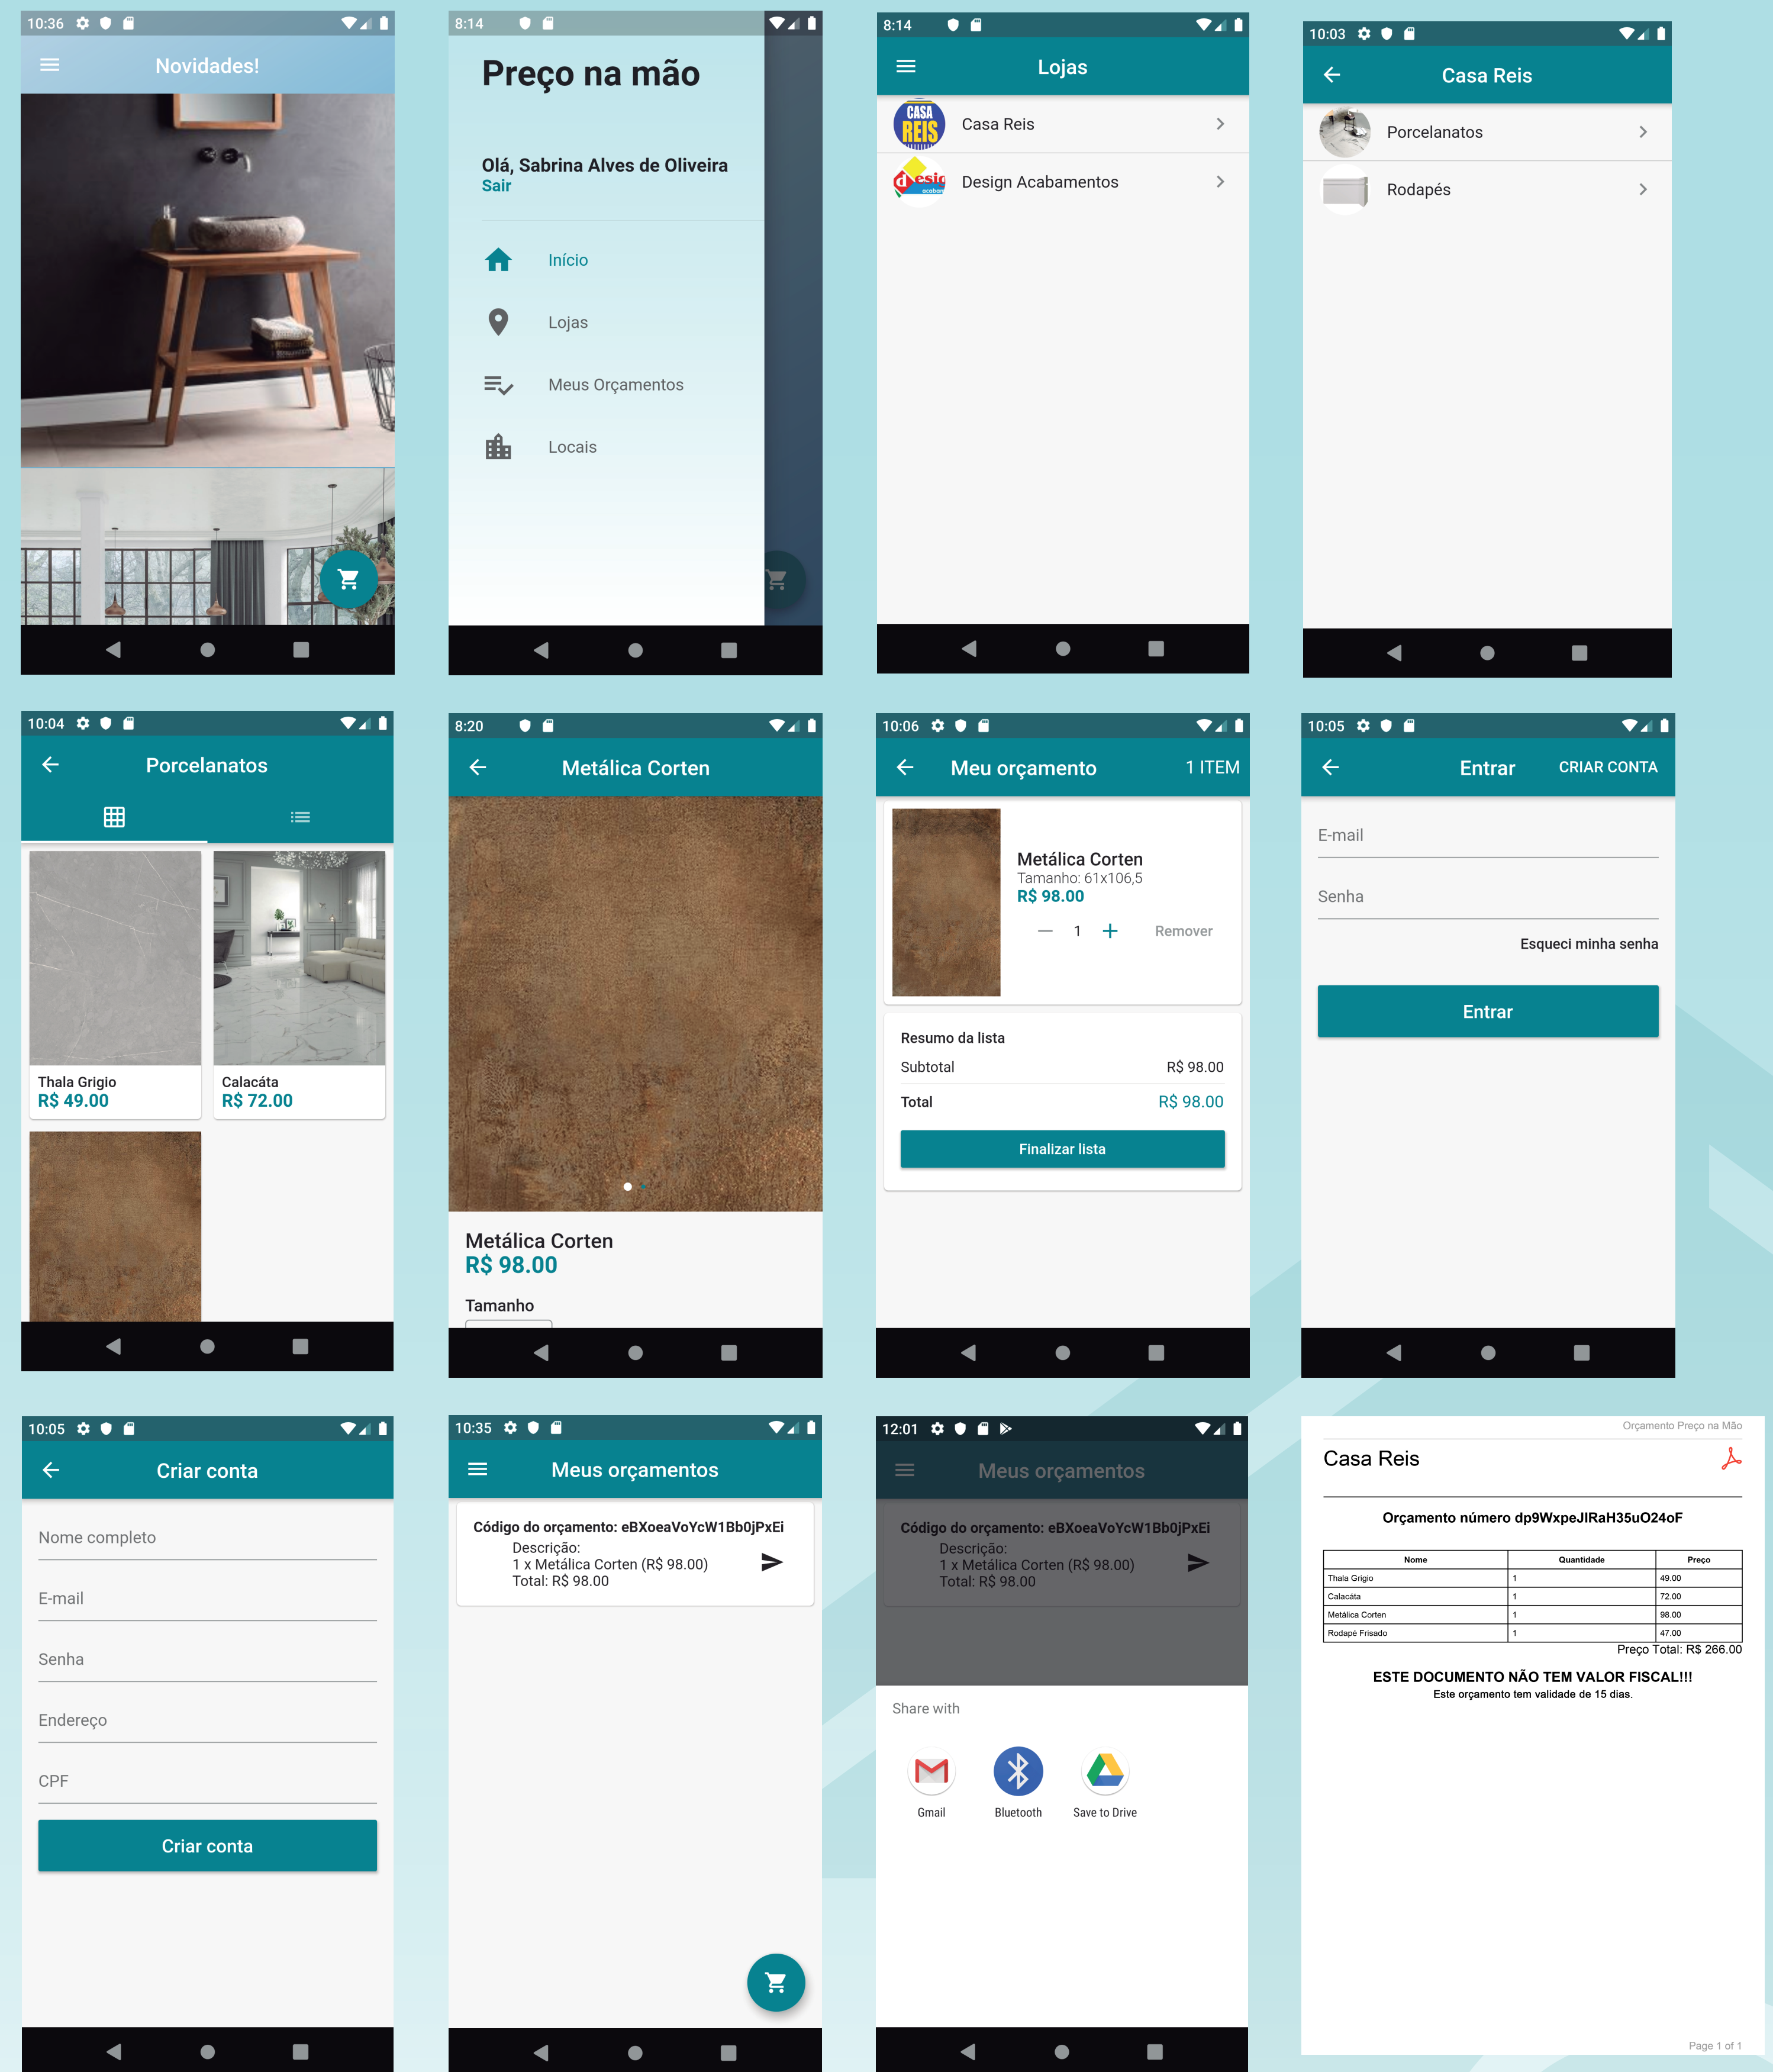 10:36
Novidades!
8:14
Preço na mão
Olá, Sabrina Alves de Oliveira
Sair
Início
Lojas
Meus Orçamentos
Locais
8:14
Lojas
CASA
REIS
Casa Reis
desig
acabam
Design Acabamentos
10:03
Casa Reis
Porcelanatos
Rodapés
10:04
Porcelanatos
Thala Grigio
R$ 49.00
Calacáta
R$ 72.00
8:20
Metálica Corten
Metálica Corten
R$ 98.00
Tamanho
10:06
Meu orçamento 1 ITEM
Metálica Corten
Tamanho: 61x106,5
R$ 98.00
1 Remover
Resumo da lista
Subtotal R$ 98.00
Total R$ 98.00
Finalizar lista
10:05
Entrar CRIAR CONTA
E-mail
Senha
Esqueci minha senha
Entrar
10:05
Criar conta
Nome completo
E-mail
Senha
Endereço
CPF
Criar conta
10:35
Meus orçamentos
Código do orçamento: eBXoeaVoYcW1Bb0jPxEi
Descrição:
1 x Metálica Corten (R$ 98.00)
Total: R$ 98.00
12:01
Meus orçamentos
Código do orçamento: eBXoeaVoYcW1Bb0jPxEi
Descrição:
1 x Metálica Corten (R$ 98.00)
Total: R$ 98.00
Share with
Gmail Bluetooth Save to Drive
Orçamento Preço na Mão
Casa Reis
Orçamento número dp9WxpeJIRaH35uO24oF
Nome Quantidade Preço
Thala Grigio 1 49.00
Calacáta 1 72.00
Metálica Corten 1 98.00
Rodapé Frisado 1 47.00
Preço Total: R$ 266.00
ESTE DOCUMENTO NÃO TEM VALOR FISCAL!!!
Este orçamento tem validade de 15 dias.
Page 1 of 1